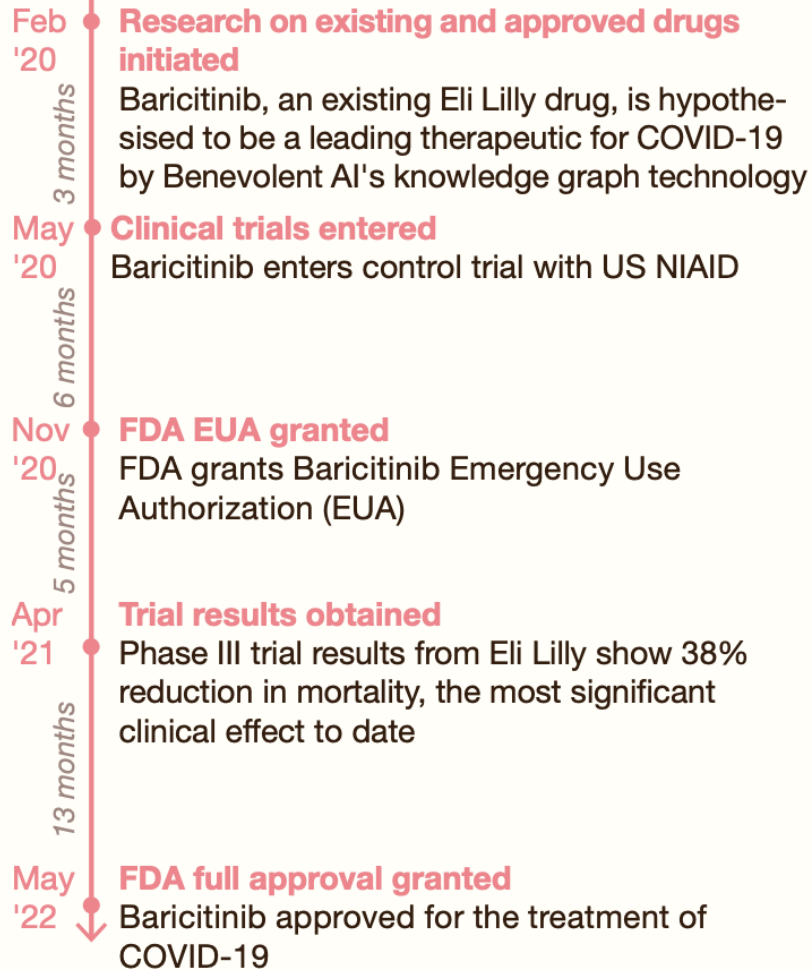 Feb '20
Research on existing and approved drugs
initiated
Baricitinib, an existing Eli Lilly drug, is hypothe-
sised to be a leading therapeutic for COVID-19
by Benevolent AI's knowledge graph technology
3 months
May '20
Clinical trials entered
Baricitinib enters control trial with US NIAID
6 months
Nov '20
FDA EUA granted
FDA grants Baricitinib Emergency Use
Authorization (EUA)
5 months
Apr '21
Trial results obtained
Phase III trial results from Eli Lilly show 38%
reduction in mortality, the most significant
clinical effect to date
13 months
May '22
FDA full approval granted
Baricitinib approved for the treatment of
COVID-19